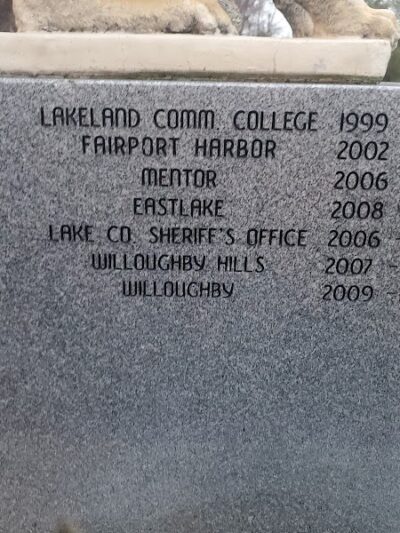 LAKELAND COMM. COLLEGE 1999
FAIRPORT HARBOR 2002
MENTOR 2006
EASTLAKE 2008
LAKE CO. SHERIFF'S OFFICE 2006 -
WILLOUGHBY HILLS 2007 -
WILLOUGHBY 2009 -